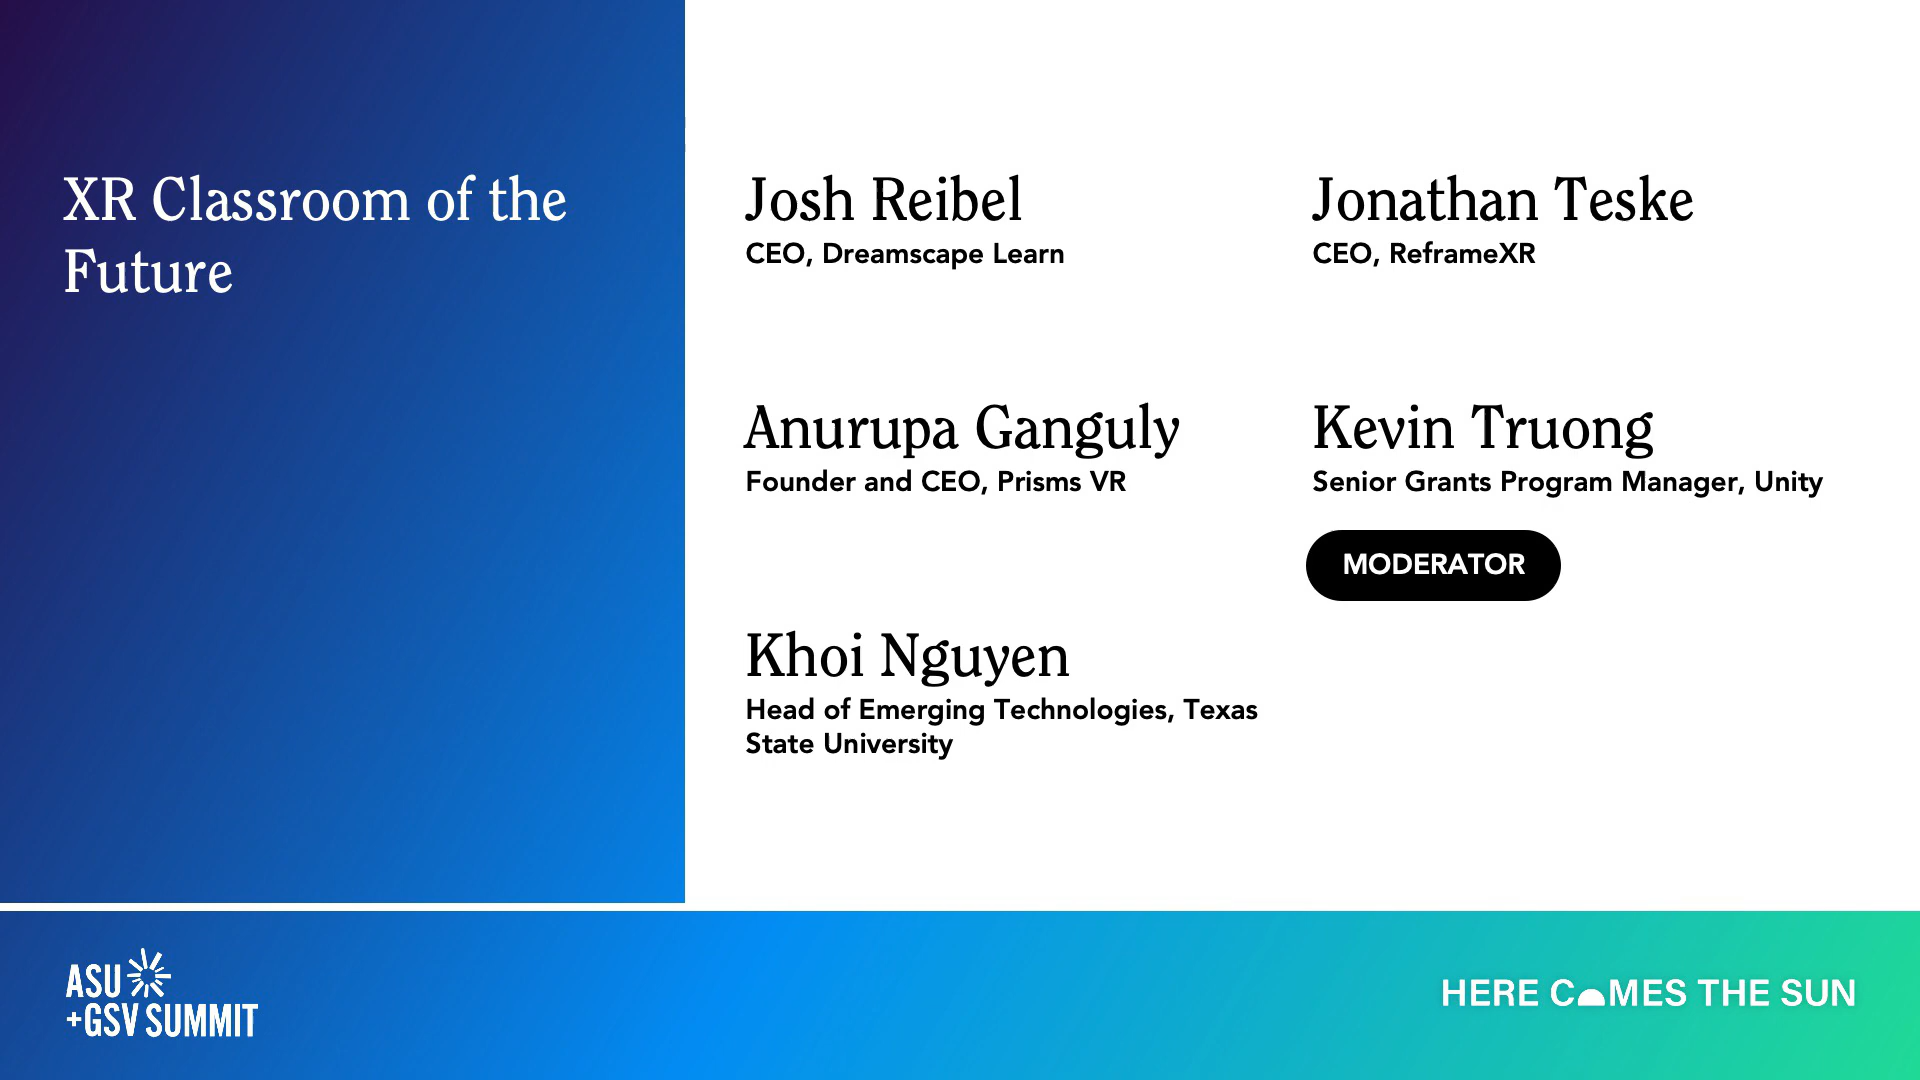 XR Classroom of the
Future
Josh Reibel
CEO, Dreamscape Learn
Jonathan Teske
CEO, ReframeXR
Anurupa Ganguly
Founder and CEO, Prisms VR
Kevin Truong
Senior Grants Program Manager, Unity
MODERATOR
Khoi Nguyen
Head of Emerging Technologies, Texas
State University
ASU
+GSV SUMMIT
HERE COMES THE SUN